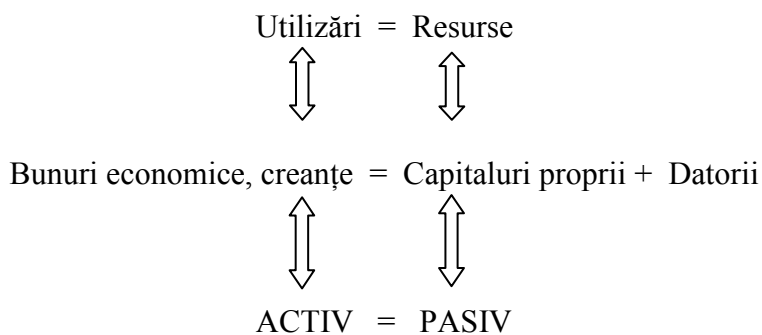 Utilizări = Resurse
Bunuri economice, creanțe = Capitaluri proprii + Datorii
ACTIV = PASIV